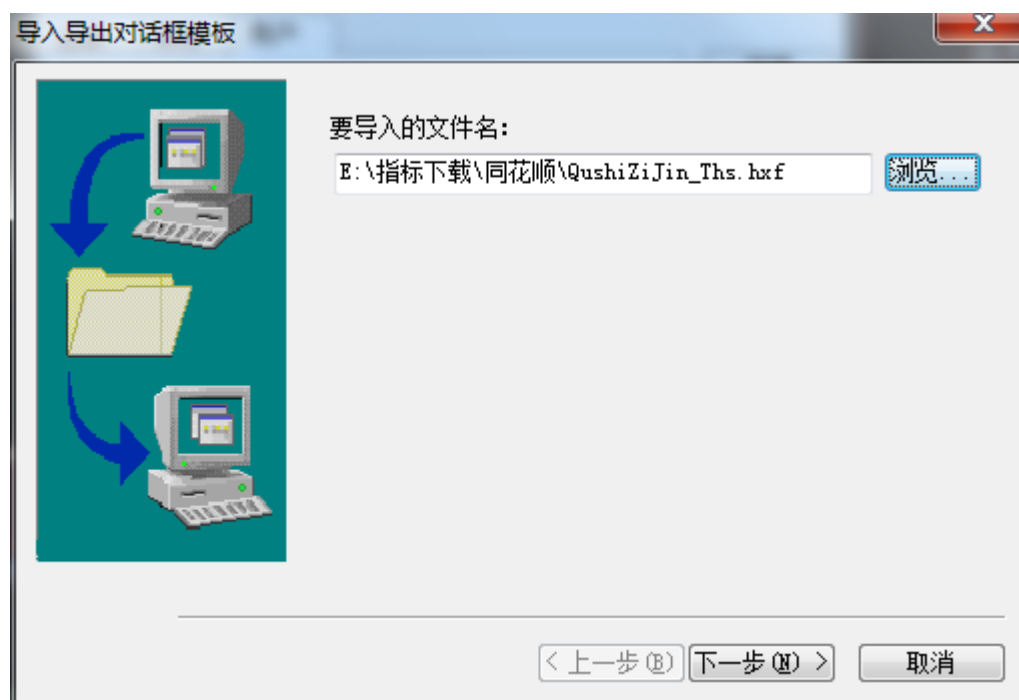 导入导出对话框模板
要导入的文件名:
E:\指标下载\同花顺\QushiZiJin_Ths.hxf
浏览...
< 上一步(B)
下一步(N) >
取消